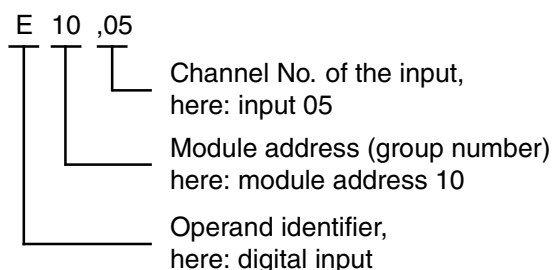 E 10 ,05
Channel No. of the input,
here: input 05
Module address (group number)
here: module address 10
Operand identifier,
here: digital input